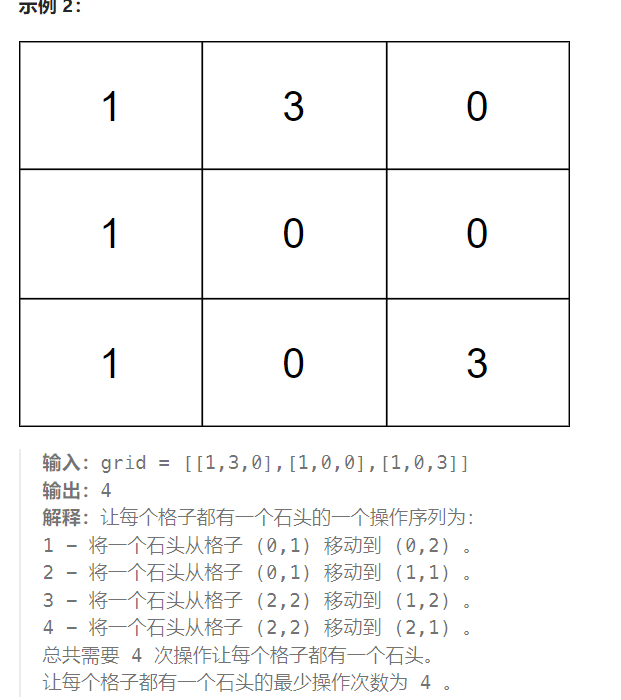 示例 2：
1 3 0
1 0 0
1 0 3
输入：grid = [[1,3,0],[1,0,0],[1,0,3]]
输出：4
解释：让每个格子都有一个石头的一个操作序列为：
1 - 将一个石头从格子 (0,1) 移动到 (0,2) 。
2 - 将一个石头从格子 (0,1) 移动到 (1,1) 。
3 - 将一个石头从格子 (2,2) 移动到 (1,2) 。
4 - 将一个石头从格子 (2,2) 移动到 (2,1) 。
总共需要 4 次操作让每个格子都有一个石头。
让每个格子都有一个石头的最少操作次数为 4 。